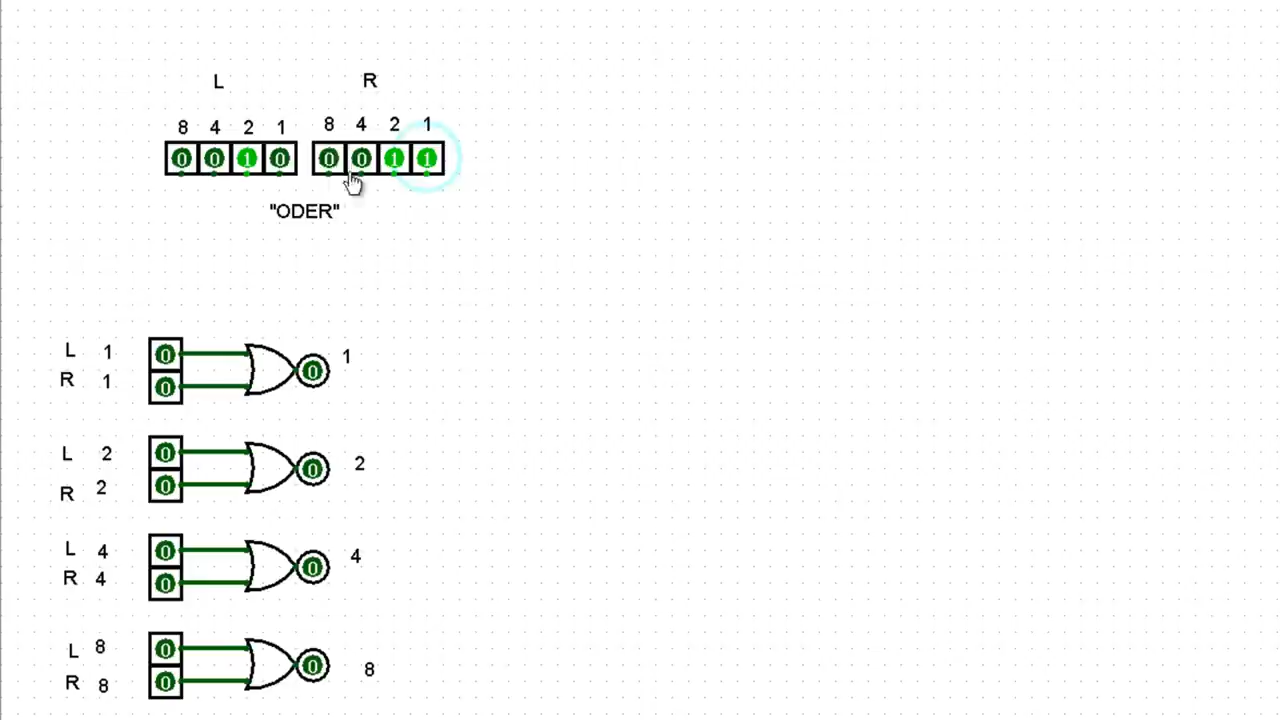 L R
8 4 2 1 8 4 2 1
0 0 1 0 0 0 1 1
"ODER"
L 1 0 0 1
R 1 0
L 2 0 0 2
R 2 0
L 4 0 0 4
R 4 0
L 8 0 0 8
R 8 0